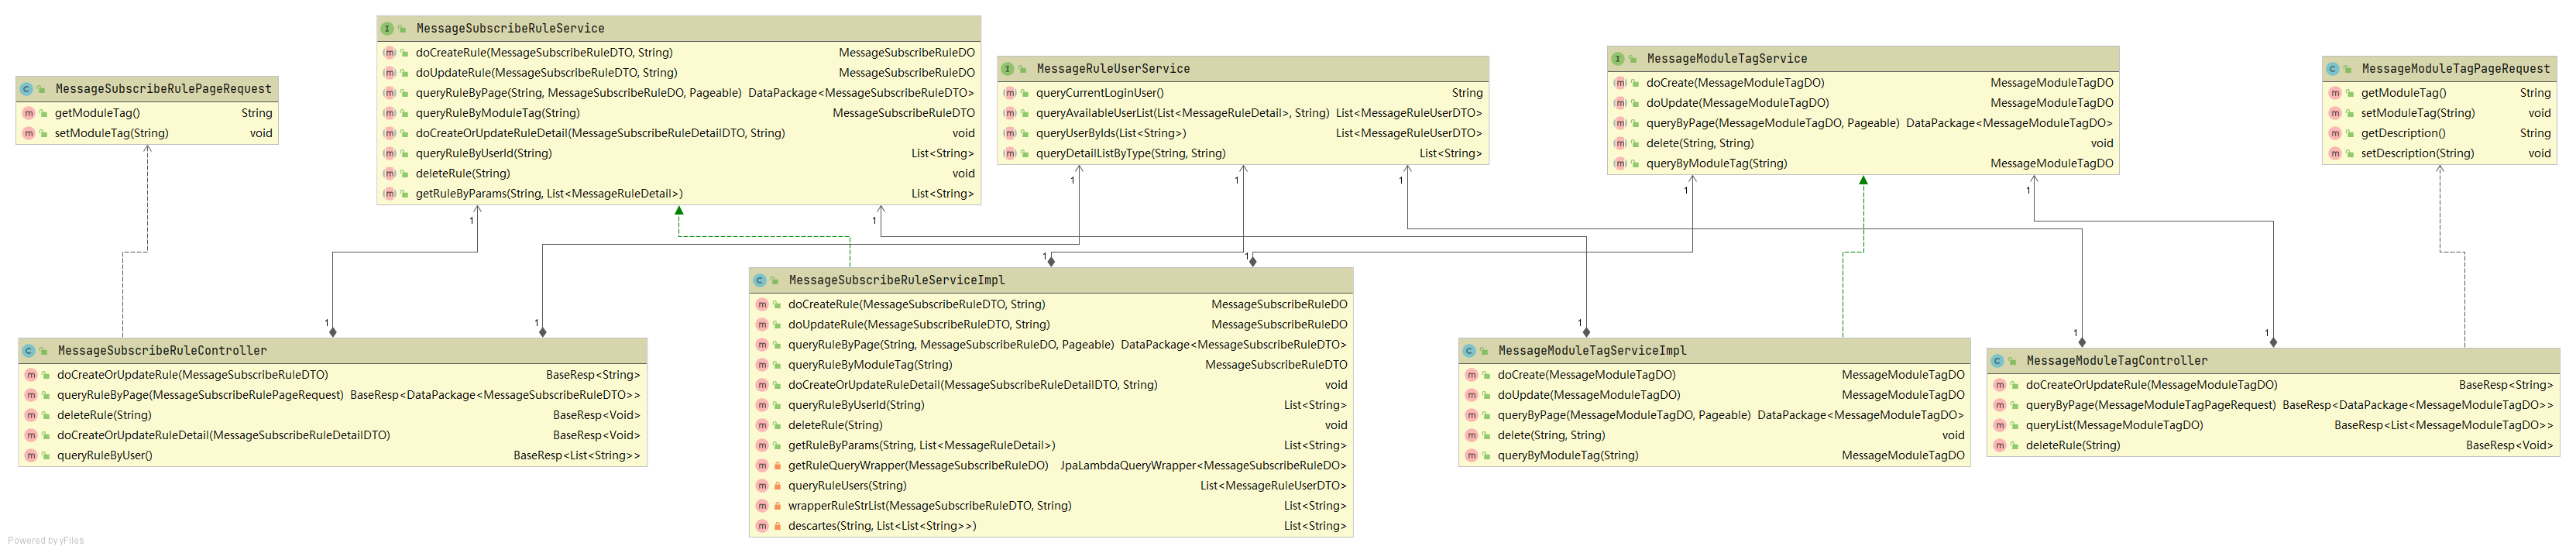 MessageSubscribeRulePageRequest
getModuleTag() String
setModuleTag(String) void
MessageSubscribeRuleService
doCreateRule(MessageSubscribeRuleDTO, String) MessageSubscribeRuleDO
doUpdateRule(MessageSubscribeRuleDTO, String) MessageSubscribeRuleDO
queryRuleByPage(String, MessageSubscribeRuleDO, Pageable) DataPackage<MessageSubscribeRuleDTO>
queryRuleByModuleTag(String) MessageSubscribeRuleDTO
doCreateOrUpdateRuleDetail(MessageSubscribeRuleDetailDTO, String) void
queryRuleByUserId(String) List<String>
deleteRule(String) void
getRuleByParams(String, List<MessageRuleDetail>) List<String>
MessageRuleUserService
queryCurrentLoginUser() String
queryAvailableUserList(List<MessageRuleDetail>, String) List<MessageRuleUserDTO>
queryUserByIds(List<String>) List<MessageRuleUserDTO>
queryDetailListByType(String, String) List<String>
MessageModuleTagService
doCreate(MessageModuleTagDO) MessageModuleTagDO
doUpdate(MessageModuleTagDO) MessageModuleTagDO
queryByPage(MessageModuleTagDO, Pageable) DataPackage<MessageModuleTagDO>
delete(String, String) void
queryByModuleTag(String) MessageModuleTagDO
MessageModuleTagPageRequest
getModuleTag() String
setModuleTag(String) void
getDescription() String
setDescription(String) void
1
1
1
1
1
1
1
1
1
1
1
1
1
1
MessageSubscribeRuleController
doCreateOrUpdateRule(MessageSubscribeRuleDTO) BaseResp<String>
queryRuleByPage(MessageSubscribeRulePageRequest) BaseResp<DataPackage<MessageSubscribeRuleDTO>>
deleteRule(String) BaseResp<Void>
doCreateOrUpdateRuleDetail(MessageSubscribeRuleDetailDTO) BaseResp<Void>
queryRuleByUser() BaseResp<List<String>>
MessageSubscribeRuleServiceImpl
doCreateRule(MessageSubscribeRuleDTO, String) MessageSubscribeRuleDO
doUpdateRule(MessageSubscribeRuleDTO, String) MessageSubscribeRuleDO
queryRuleByPage(String, MessageSubscribeRuleDO, Pageable) DataPackage<MessageSubscribeRuleDTO>
queryRuleByModuleTag(String) MessageSubscribeRuleDTO
doCreateOrUpdateRuleDetail(MessageSubscribeRuleDetailDTO, String) void
queryRuleByUserId(String) List<String>
deleteRule(String) void
getRuleByParams(String, List<MessageRuleDetail>) List<String>
getRuleQueryWrapper(MessageSubscribeRuleDO) JpaLambdaQueryWrapper<MessageSubscribeRuleDO>
queryRuleUsers(String) List<MessageRuleUserDTO>
wrapperRuleStrList(MessageSubscribeRuleDTO, String) List<String>
descartes(String, List<List<String>>) List<String>
MessageModuleTagServiceImpl
doCreate(MessageModuleTagDO) MessageModuleTagDO
doUpdate(MessageModuleTagDO) MessageModuleTagDO
queryByPage(MessageModuleTagDO, Pageable) DataPackage<MessageModuleTagDO>
delete(String, String) void
queryByModuleTag(String) MessageModuleTagDO
MessageModuleTagController
doCreateOrUpdateRule(MessageModuleTagDO) BaseResp<String>
queryByPage(MessageModuleTagPageRequest) BaseResp<DataPackage<MessageModuleTagDO>>
queryList(MessageModuleTagDO) BaseResp<List<MessageModuleTagDO>>
deleteRule(String) BaseResp<Void>
Powered by yFiles